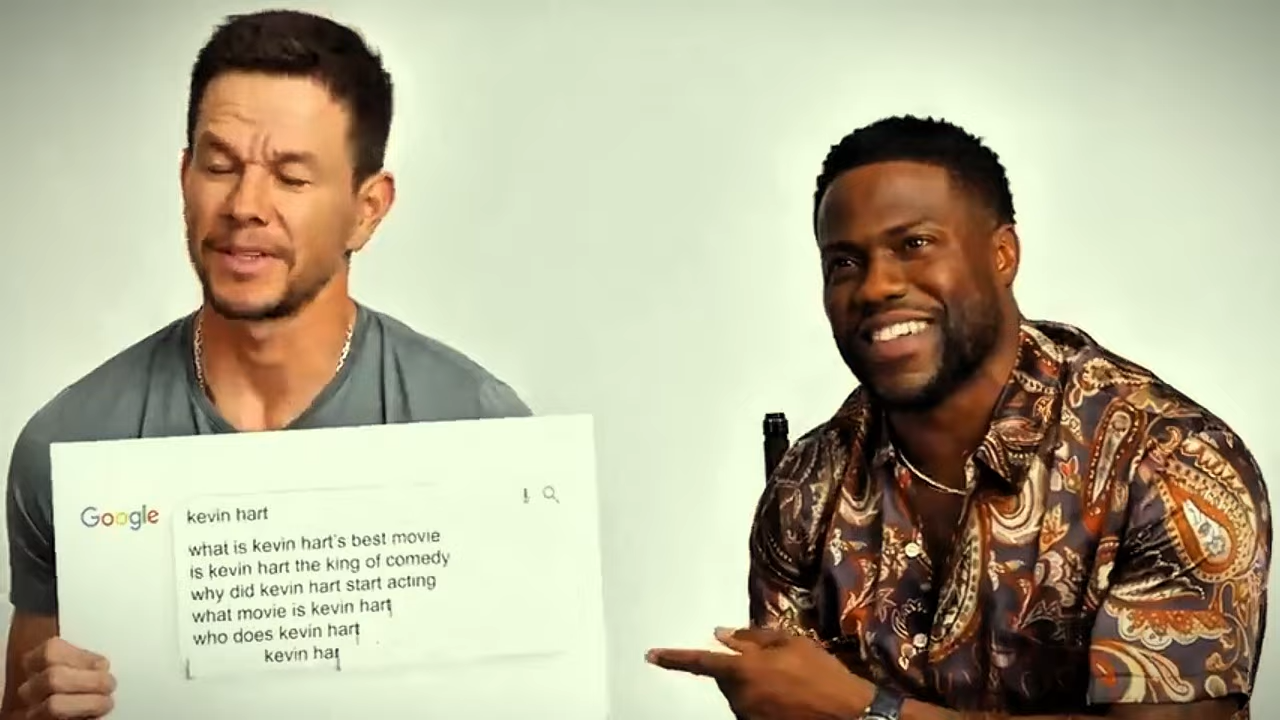 Google kevin hart
what is kevin hart's best movie
is kevin hart the king of comedy
why did kevin hart start acting
what movie is kevin hart
who does kevin hart
kevin har